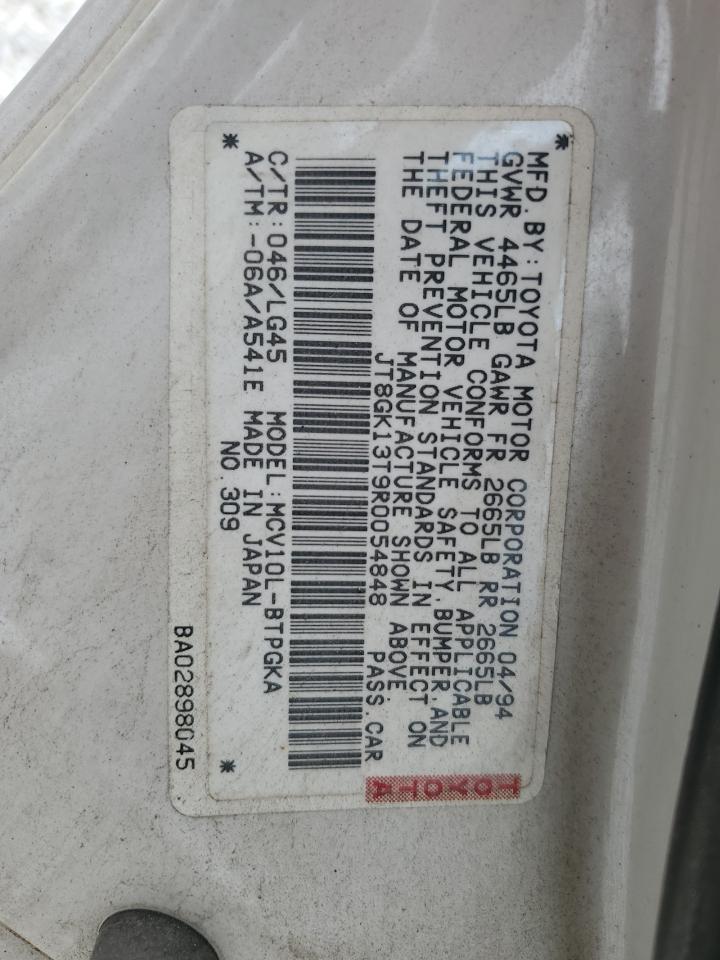 MFD.BY:TOYOTA MOTOR CORPORATION 04/94
GVWR 4465LB GAWR FR 2665LB RR 2665LB
THIS VEHICLE CONFORMS TO ALL APPLICABLE
FEDERAL MOTOR VEHICLE SAFETY,BUMPER,AND
THEFT PREVENTION STANDARDS IN EFFECT ON
THE DATE OF MANUFACTURE SHOWN ABOVE.
JT8GK13T9R0054848 PASS.CAR
TOYOTA
C/TR:046/LG45 MODEL:MCV10L-BTPGKA
A/TM:-06A/A541E MADE IN JAPAN
NO.309
BA02898045